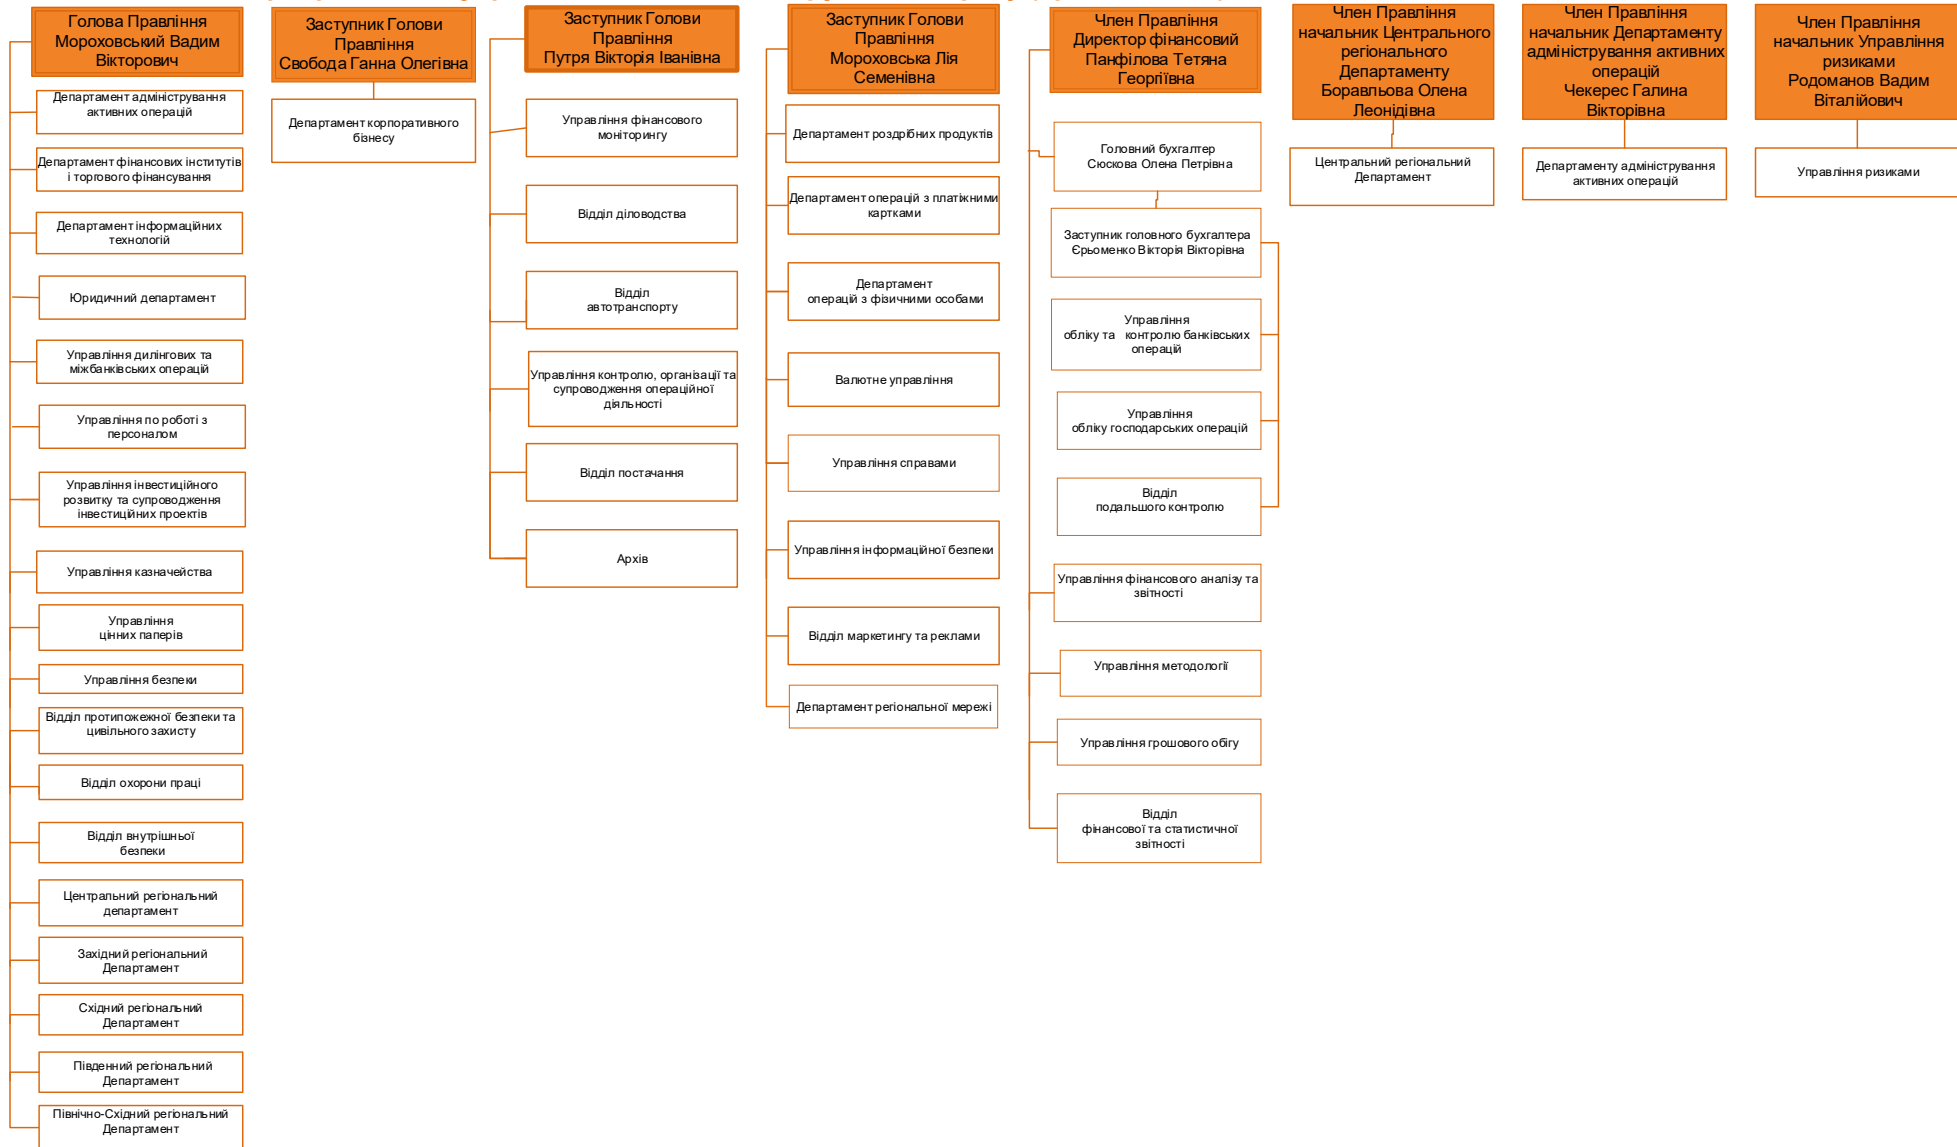 Голова Правління
Мороховський Вадим
Вікторович
Департамент адміністрування
активних операцій
Департамент фінансових інститутів
і торгового фінансування
Департамент інформаційних
технологій
Юридичний департамент
Управління дилінгових та
міжбанківських операцій
Управління по роботі з
персоналом
Управління інвестиційного
розвитку та супроводження
інвестиційних проектів
Управління казначейства
Управління
цінних паперів
Управління безпеки
Відділ протипожежної безпеки та
цивільного захисту
Відділ охорони праці
Відділ внутрішньої
безпеки
Центральний регіональний
департамент
Західний регіональний
Департамент
Східний регіональний
Департамент
Південний регіональний
Департамент
Північно-Східний регіональний
Департамент
Заступник Голови
Правління
Свобода Ганна Олегівна
Департамент корпоративного
бізнесу
Заступник Голови
Правління
Путря Вікторія Іванівна
Управління фінансового
моніторингу
Відділ діловодства
Відділ
автотранспорту
Управління контролю, організації та
супроводження операційної
діяльності
Відділ постачання
Архів
Заступник Голови
Правління
Мороховська Лія
Семенівна
Департамент роздрібних продуктів
Департамент операцій з платіжними
картками
Департамент
операцій з фізичними особами
Валютне управління
Управління справами
Управління інформаційної безпеки
Відділ маркетингу та реклами
Департамент регіональної мережі
Член Правління
Директор фінансовий
Панфілова Тетяна
Георгіївна
Головний бухгалтер
Сюскова Олена Петрівна
Заступник головного бухгалтера
Єрьоменко Вікторія Вікторівна
Управління
обліку та контролю банківських
операцій
Управління
обліку господарських операцій
Відділ
подальшого контролю
Управління фінансового аналізу та
звітності
Управління методології
Управління грошового обігу
Відділ
фінансової та статистичної
звітності
Член Правління
начальник Центрального
регіонального
Департаменту
Боравльова Олена
Леонідівна
Центральний регіональний
Департамент
Член Правління
начальник Департаменту
адміністрування активних
операцій
Чекерес Галина
Вікторівна
Департаменту адміністрування
активних операцій
Член Правління
начальник Управління
ризиками
Родоманов Вадим
Віталійович
Управління ризиками